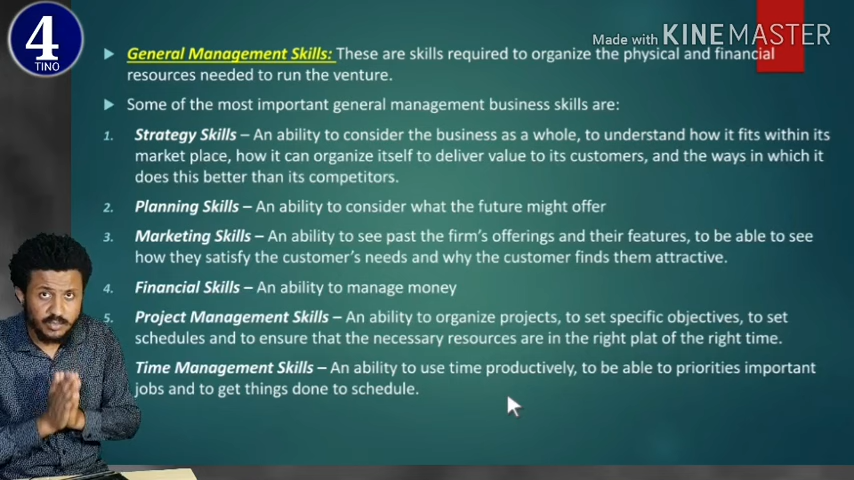 4
TINO
Made with KINEMASTER
General Management Skills: These are skills required to organize the physical and financial
resources needed to run the venture.
Some of the most important general management business skills are:
1. Strategy Skills – An ability to consider the business as a whole, to understand how it fits within its
market place, how it can organize itself to deliver value to its customers, and the ways in which it
does this better than its competitors.
2. Planning Skills – An ability to consider what the future might offer
3. Marketing Skills – An ability to see past the firm's offerings and their features, to be able to see
how they satisfy the customer's needs and why the customer finds them attractive.
4. Financial Skills – An ability to manage money
5. Project Management Skills – An ability to organize projects, to set specific objectives, to set
schedules and to ensure that the necessary resources are in the right plat of the right time.
Time Management Skills – An ability to use time productively, to be able to priorities important
jobs and to get things done to schedule.